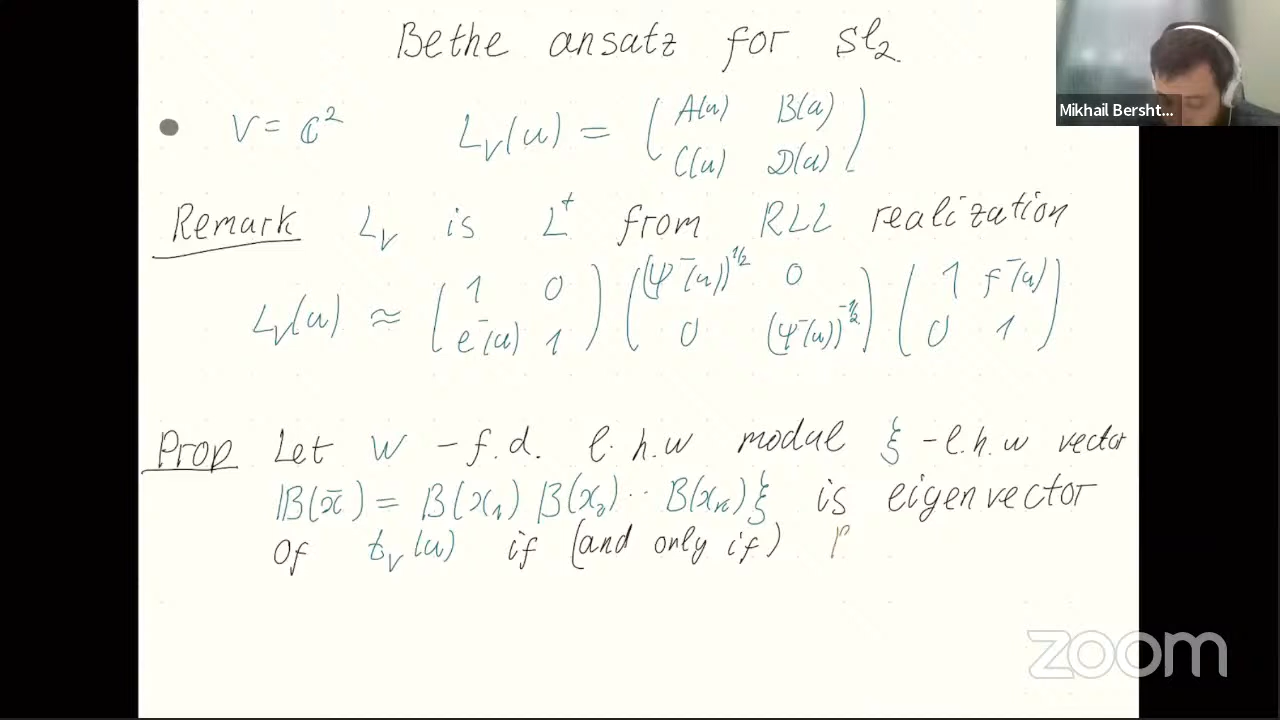 Bethe ansatz for sl₂.
• V = ℂ² L_V(u) = ( A(u) B(u) ; C(u) D(u) )
Remark L_V is L⁺ from RLL realization
L_V(u) ≈ ( 1 0 ; e⁻(u) 1 ) ( (ψ⁻(u))^{1/2} 0 ; 0 (ψ⁻(u))^{-1/2} ) ( 1 f⁻(u) ; 0 1 )
Prop Let W – f.d. l.h.w modul ξ – l.h.w vector
𝔹(x̄) = B(x₁) B(x₂) ·· B(xₙ) ξ is eigenvector
of t_V(u) if (and only if)
Mikhail Bersht...
zoom